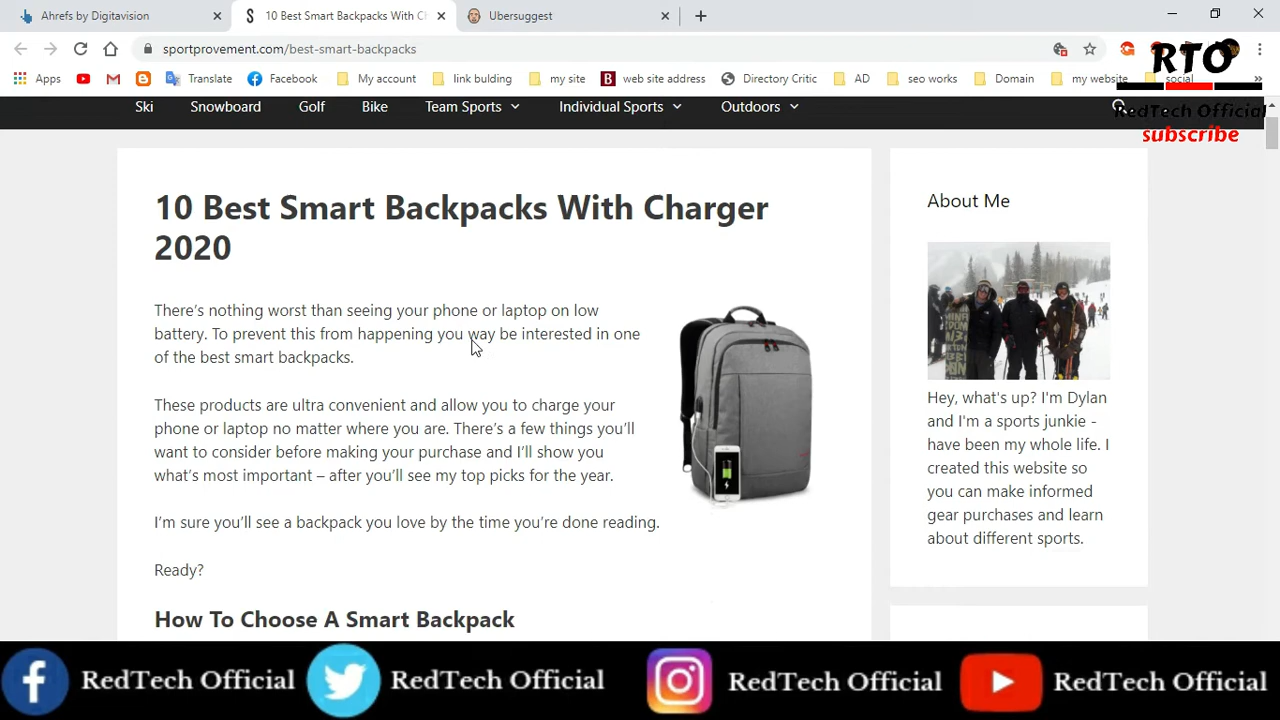 Ahrefs by Digitavision
10 Best Smart Backpacks With Ch
Ubersuggest
sportprovement.com/best-smart-backpacks
Apps
Translate
Facebook
My account
link bulding
my site
B
web site address
Directory Critic
AD
seo works
Domain
my website
social
RTO
RedTech Official
subscribe
Ski
Snowboard
Golf
Bike
Team Sports
Individual Sports
Outdoors
10 Best Smart Backpacks With Charger
2020
There's nothing worst than seeing your phone or laptop on low
battery. To prevent this from happening you way be interested in one
of the best smart backpacks.
These products are ultra convenient and allow you to charge your
phone or laptop no matter where you are. There's a few things you'll
want to consider before making your purchase and I'll show you
what's most important – after you'll see my top picks for the year.
I'm sure you'll see a backpack you love by the time you're done reading.
Ready?
How To Choose A Smart Backpack
About Me
Hey, what's up? I'm Dylan
and I'm a sports junkie -
have been my whole life. I
created this website so
you can make informed
gear purchases and learn
about different sports.
RedTech Official
RedTech Official
RedTech Official
RedTech Official